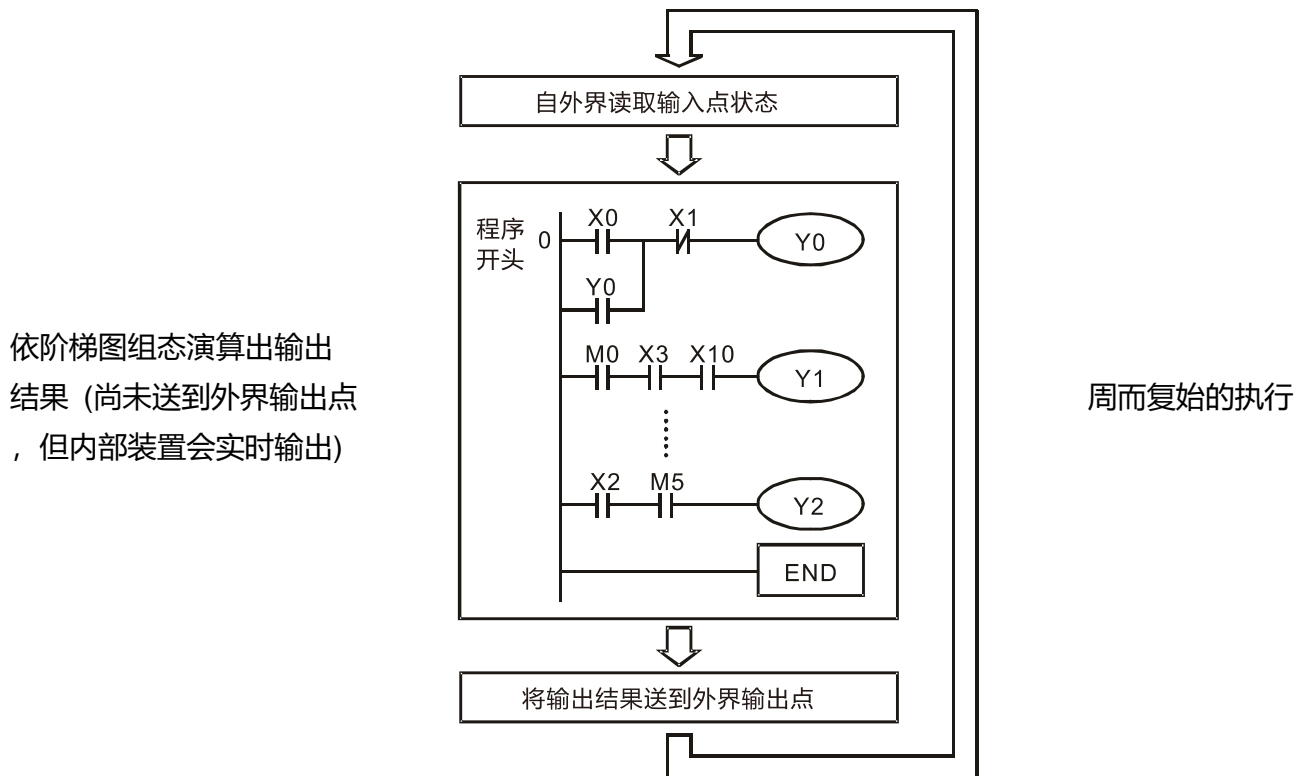 自外界读取输入点状态
程序
开头
0
X0 X1
Y0
Y0
M0 X3 X10
Y1
X2 M5
Y2
END
将输出结果送到外界输出点
依阶梯图组态演算出输出
结果 (尚未送到外界输出点
，但内部装置会实时输出)
周而复始的执行